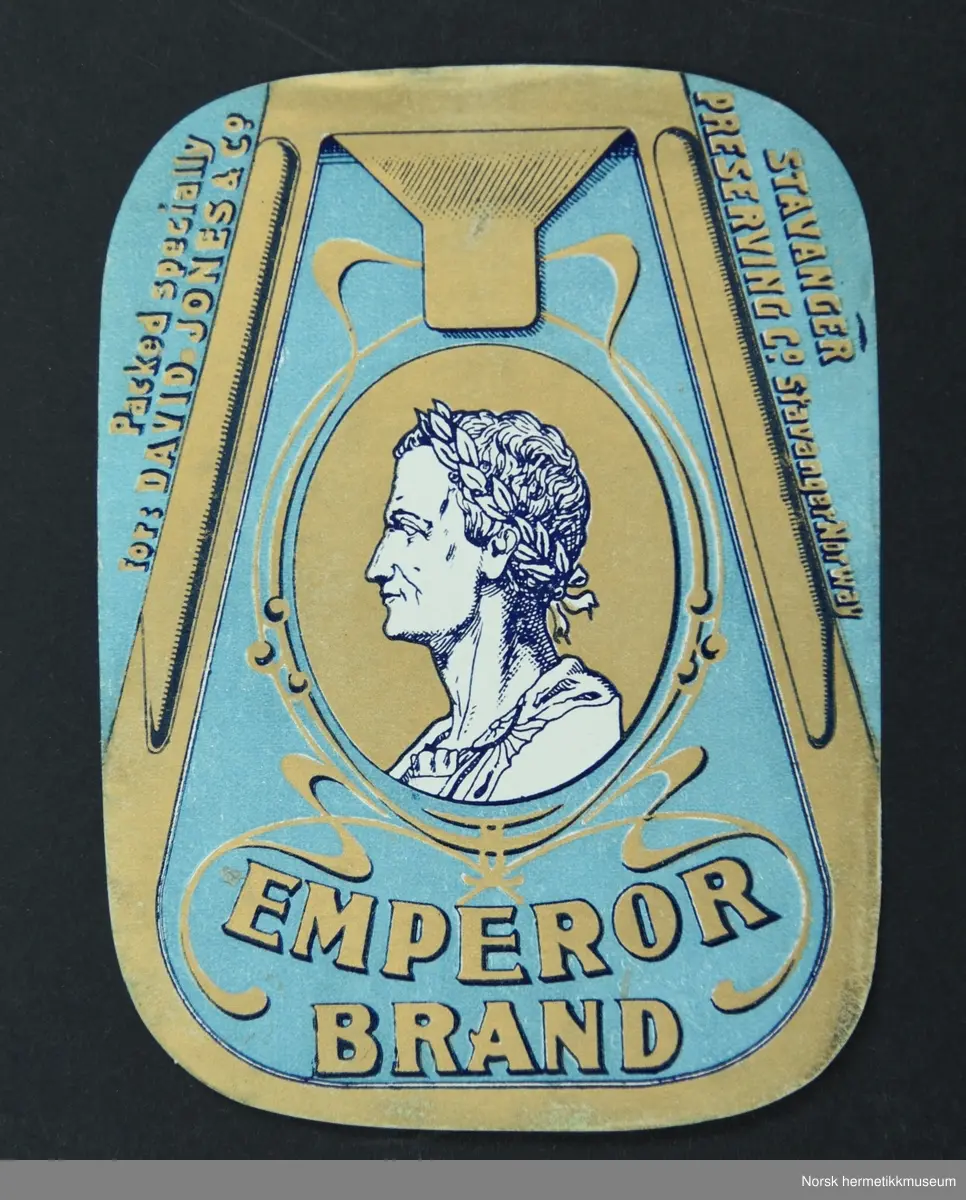 Packed specially
for: DAVID·JONES & Co
STAVANGER
PRESERVING Co. Stavanger Norway
EMPEROR
BRAND
Norsk hermetikkmuseum